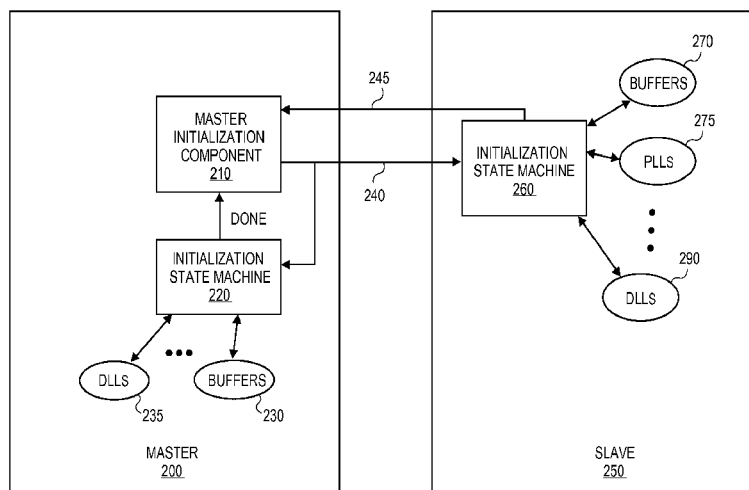 MASTER
INITIALIZATION
COMPONENT
210
DONE
INITIALIZATION
STATE MACHINE
220
DLLS
235
BUFFERS
230
MASTER
200
245
240
INITIALIZATION
STATE MACHINE
260
270
BUFFERS
275
PLLS
290
DLLS
SLAVE
250